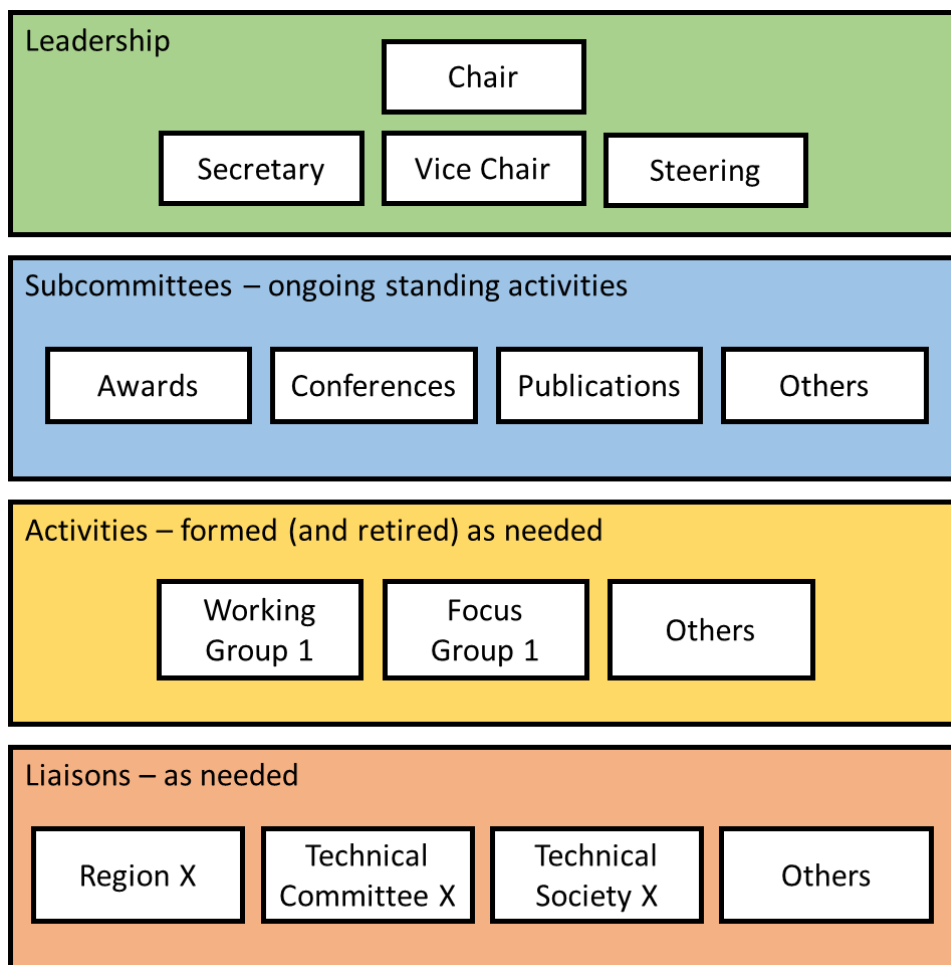 Leadership
Chair
Secretary
Vice Chair
Steering
Subcommittees – ongoing standing activities
Awards
Conferences
Publications
Others
Activities – formed (and retired) as needed
Working
Group 1
Focus
Group 1
Others
Liaisons – as needed
Region X
Technical
Committee X
Technical
Society X
Others